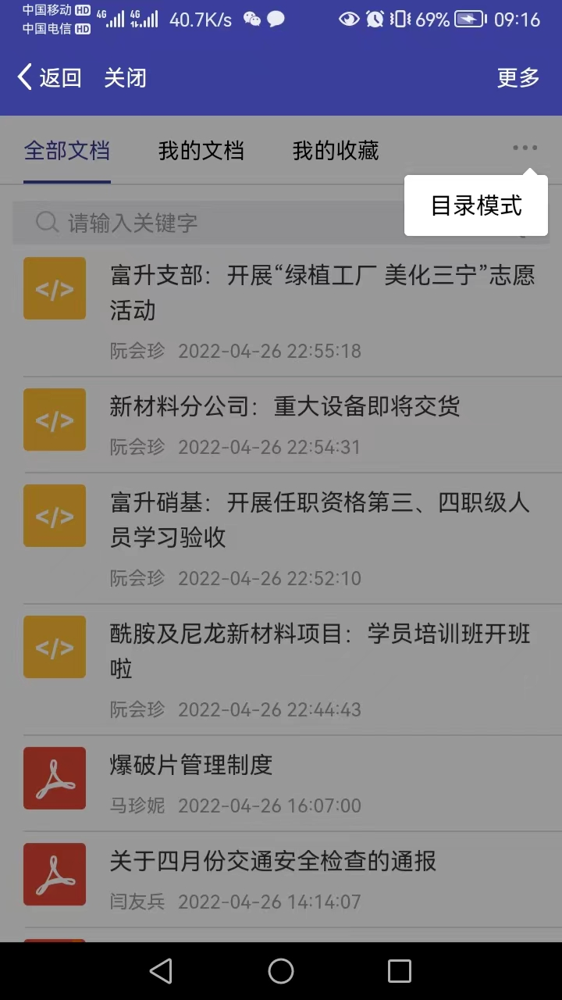 中国移动 HD 4G 4G 40.7K/s 69% 09:16
中国电信 HD
返回 关闭 更多
全部文档 我的文档 我的收藏 ...
目录模式
请输入关键字
</>
富升支部：开展“绿植工厂 美化三宁”志愿
活动
阮会珍 2022-04-26 22:55:18
</>
新材料分公司：重大设备即将交货
阮会珍 2022-04-26 22:54:31
</>
富升硝基：开展任职资格第三、四职级人
员学习验收
阮会珍 2022-04-26 22:52:10
</>
酰胺及尼龙新材料项目：学员培训班开班
啦
阮会珍 2022-04-26 22:44:43
爆破片管理制度
马珍妮 2022-04-26 16:07:00
关于四月份交通安全检查的通报
闫友兵 2022-04-26 14:14:07